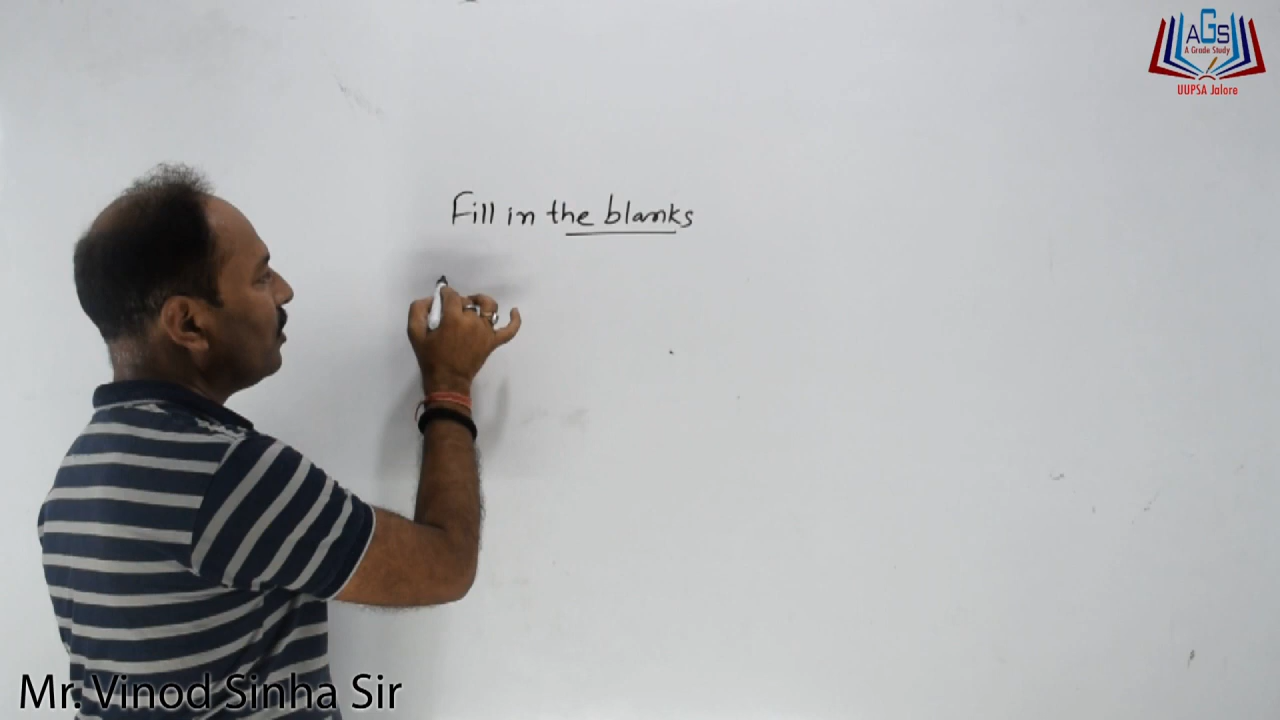 AGS
A Grade Study
UUPSA Jalore
Fill in the blanks
Mr. Vinod Sinha Sir